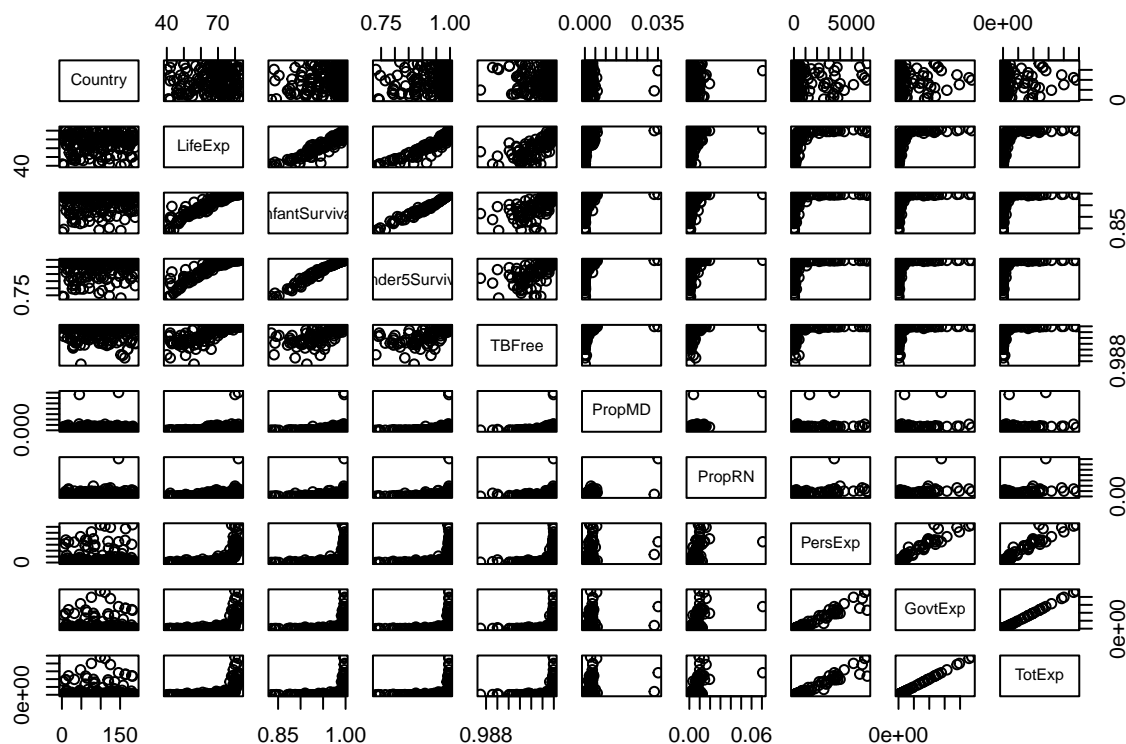 40 70 0.75 1.00 0.000 0.035 0 5000 0e+00
Country
0
LifeExp
40
nfantSurviva
0.85
nder5Surviv
0.75
TBFree
0.988
PropMD
0.000
PropRN
0.00
PersExp
0
GovtExp
0e+00
TotExp
0e+00
0 150 0.85 1.00 0.988 0.00 0.06 0e+00